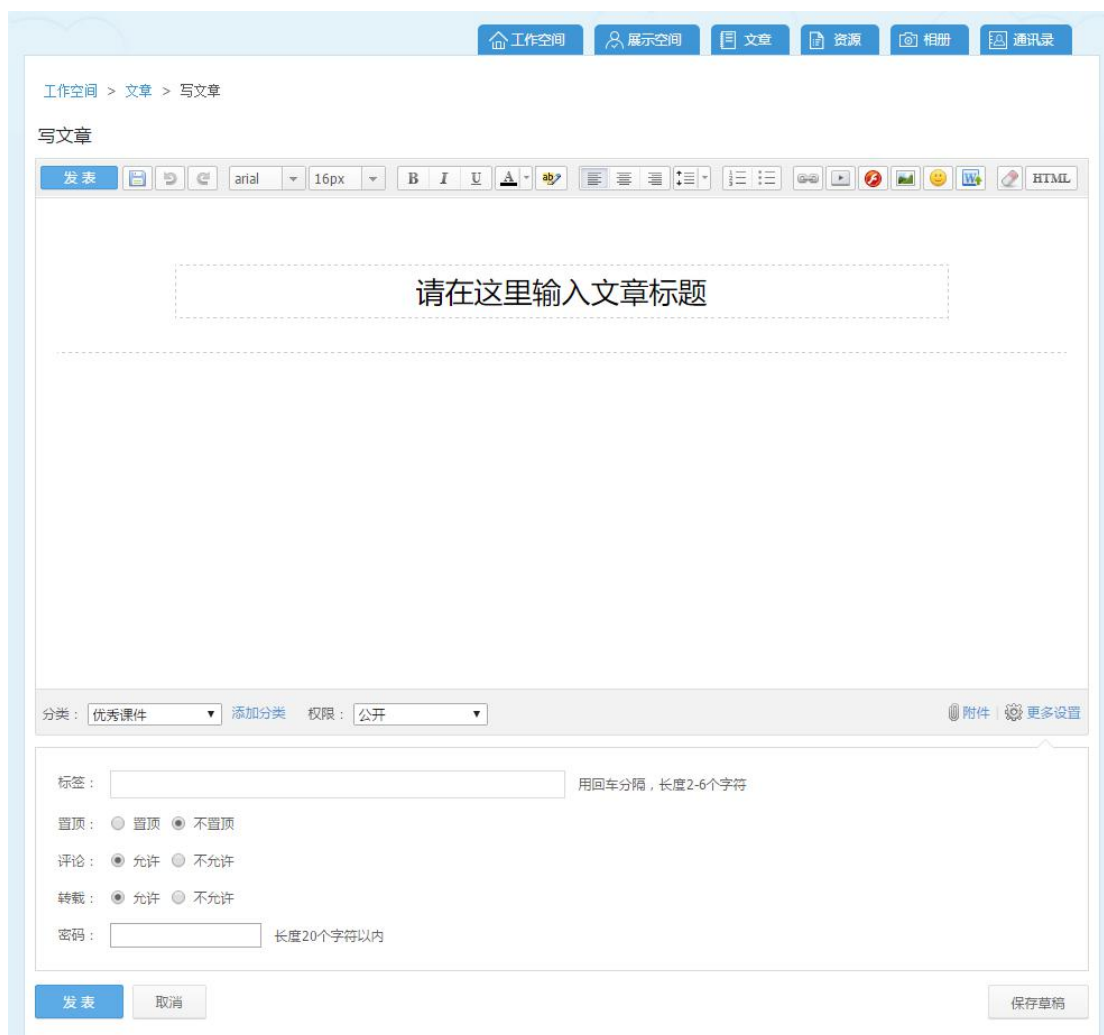 工作空间 展示空间 文章 资源 相册 通讯录
工作空间 > 文章 > 写文章
写文章
发表 arial 16px B I U A ab HTML
请在这里输入文章标题
分类： 优秀课件 添加分类 权限： 公开 附件 更多设置
标签： 用回车分隔，长度2-6个字符
置顶： 置顶 不置顶
评论： 允许 不允许
转载： 允许 不允许
密码： 长度20个字符以内
发表 取消 保存草稿